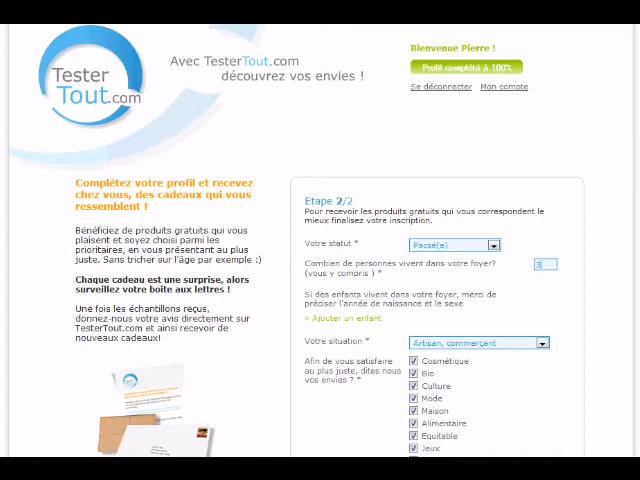 Tester
Tout.com
Avec TesterTout.com
découvrez vos envies !
Bienvenue Pierre !
Profil complété à 100%
Se déconnecter Mon compte
Complétez votre profil et recevez
chez vous, des cadeaux qui vous
ressemblent !
Bénéficiez de produits gratuits qui vous
plaisent et soyez choisi parmi les
prioritaires, en vous présentant au plus
juste. Sans tricher sur l'âge par exemple :)
Chaque cadeau est une surprise, alors
surveillez votre boite aux lettres !
Une fois les échantillons reçus,
donnez-nous votre avis directement sur
TesterTout.com et ainsi recevoir de
nouveaux cadeaux!
Etape 2/2
Pour recevoir les produits gratuits qui vous correspondent le
mieux finalisez votre inscription.
Votre statut * Pacsé(e)
Combien de personnes vivent dans votre foyer? 3
(vous y compris ) *
Si des enfants vivent dans votre foyer, merci de
préciser l'année de naissance et le sexe
» Ajouter un enfant
Votre situation * Artisan, commerçant
Afin de vous satisfaire
au plus juste, dites nous
vos envies ? *
Cosmétique
Bio
Culture
Mode
Maison
Alimentaire
Equitable
Jeux